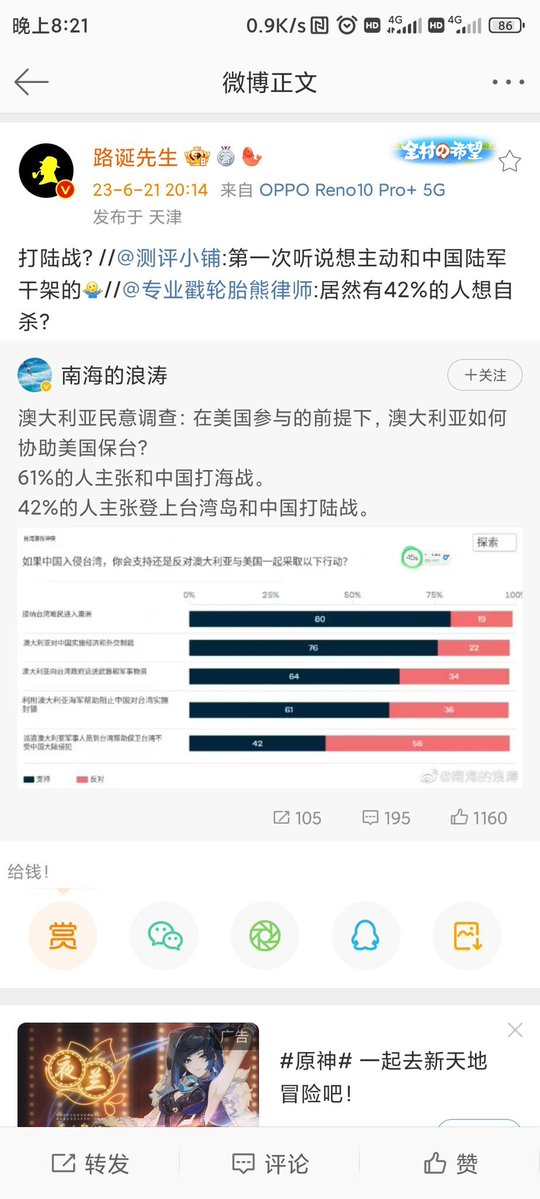 晚上8:21
0.9K/s
HD
4G
HD
4G
86
微博正文
路诞先生
全村の希望
23-6-21 20:14 来自 OPPO Reno10 Pro+ 5G
发布于 天津
打陆战? //@测评小铺:第一次听说想主动和中国陆军
干架的//@专业戳轮胎熊律师:居然有42%的人想自
杀?
南海的浪涛
+关注
澳大利亚民意调查: 在美国参与的前提下, 澳大利亚如何
协助美国保台?
61%的人主张和中国打海战。
42%的人主张登上台湾岛和中国打陆战。
台湾潜在冲突
探索
如果中国入侵台湾，你会支持还是反对澳大利亚与美国一起采取以下行动?
45%
0% 25% 50% 75% 100%
接纳台湾难民进入澳洲
80 19
澳大利亚对中国实施经济和外交制裁
76 22
澳大利亚向台湾政府运送武器和军事物资
64 34
利用澳大利亚海军帮助阻止中国对台湾实施
封锁
61 36
派遣澳大利亚军事人员到台湾帮助保卫台湾不
受中国大陆侵犯
42 56
支持 反对
@南海的浪涛
105 195 1160
给钱!
赏
广告
夜兰
#原神# 一起去新天地
冒险吧!
转发 评论 赞